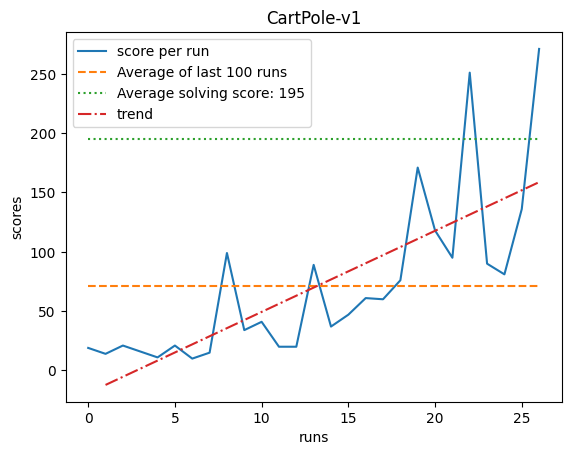 CartPole-v1
score per run
Average of last 100 runs
Average solving score: 195
trend
scores
250
200
150
100
50
0
0 5 10 15 20 25
runs